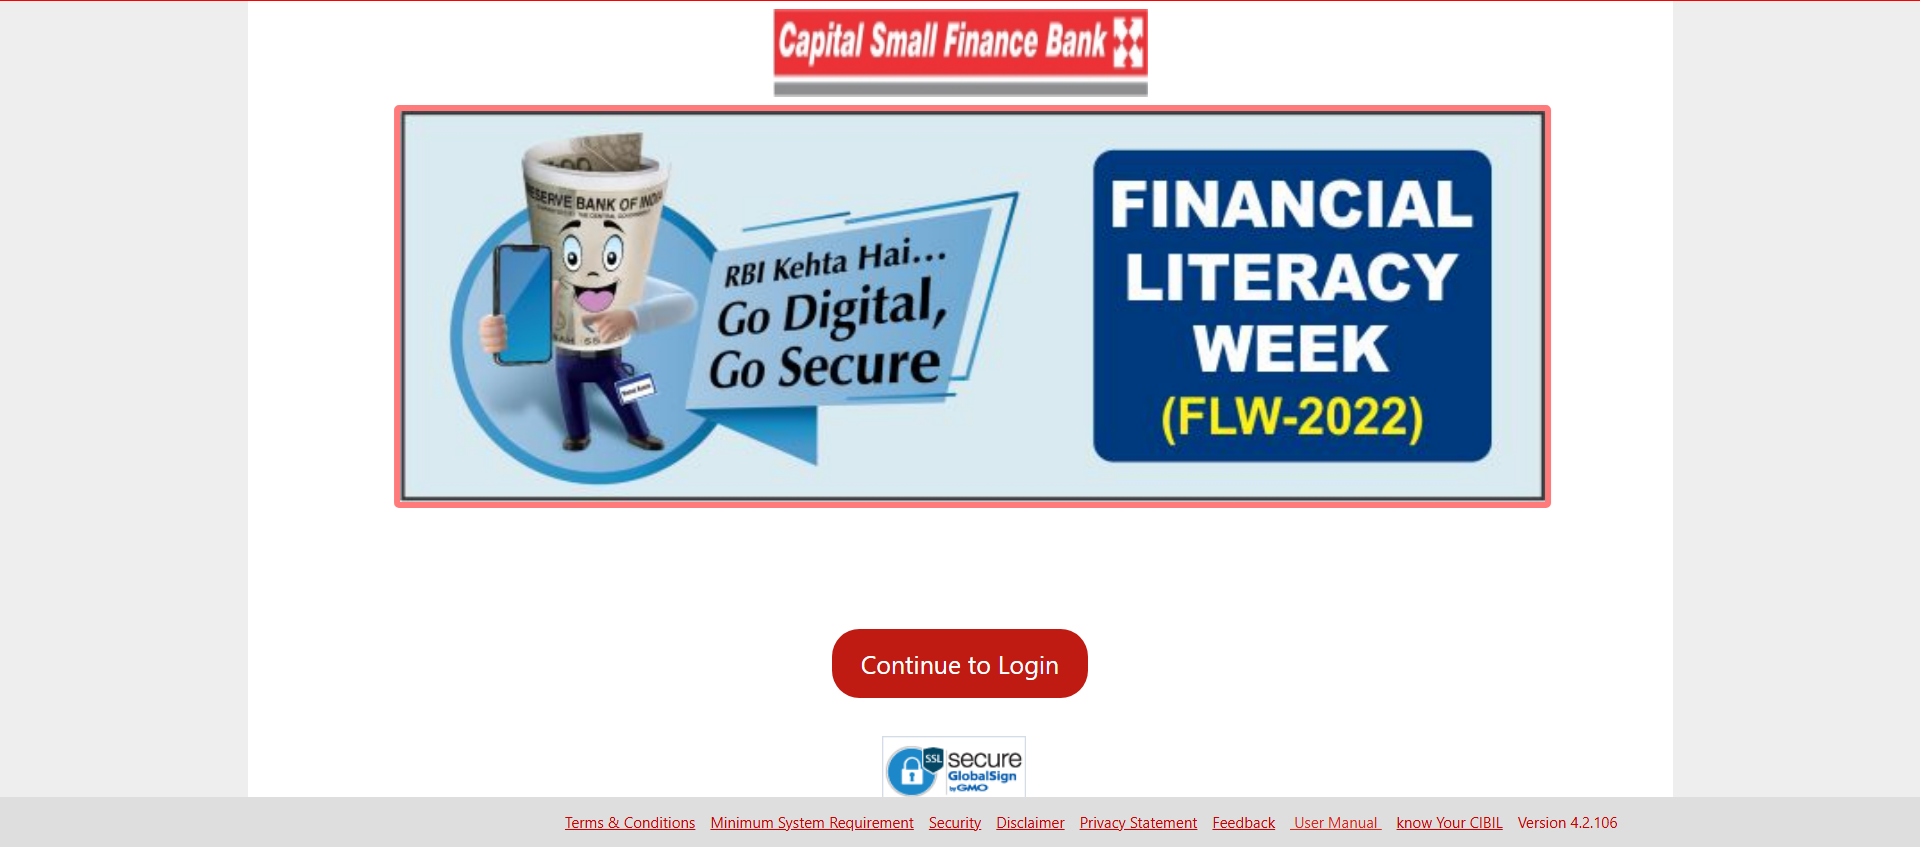 Capital Small Finance Bank
RESERVE BANK OF INDIA
RBI Kehta Hai...
Go Digital,
Go Secure
FINANCIAL
LITERACY
WEEK
(FLW-2022)
Continue to Login
SSL
secure
GlobalSign
by GMO
Terms & Conditions Minimum System Requirement Security Disclaimer Privacy Statement Feedback User Manual know Your CIBIL Version 4.2.106